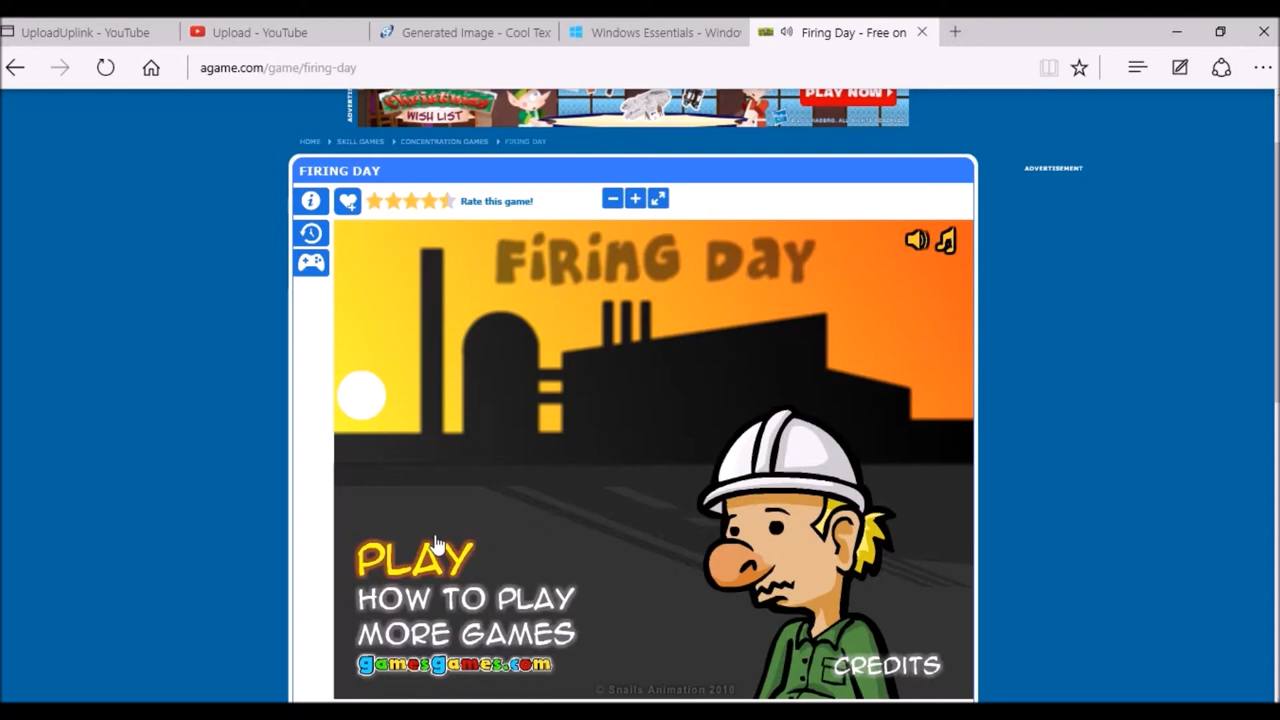 UploadUplink - YouTube
Upload - YouTube
Generated Image - Cool Tex
Windows Essentials - Windo
Firing Day - Free on
agame.com/game/firing-day
Christmas
WISH LIST
PLAY NOW
ADVERTISEMENT
HOME SKILL GAMES CONCENTRATION GAMES FIRING DAY
FIRING DAY
Rate this game!
FiRinG DaY
PLAY
HOW TO PLAY
MORE GAMES
gamesgames.com
CREDITS
© Snails Animation 2010